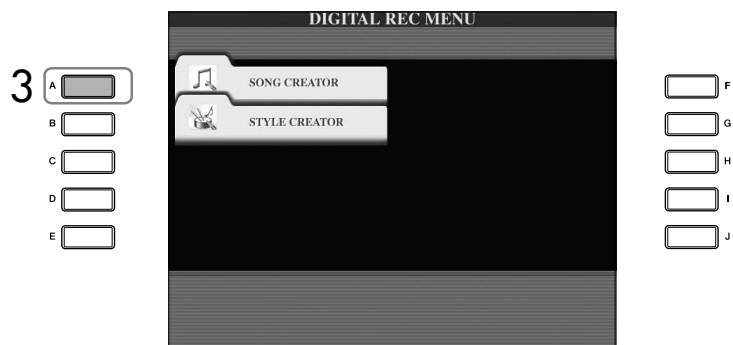 DIGITAL REC MENU
3
A
SONG CREATOR
F
B
STYLE CREATOR
G
C
H
D
I
E
J